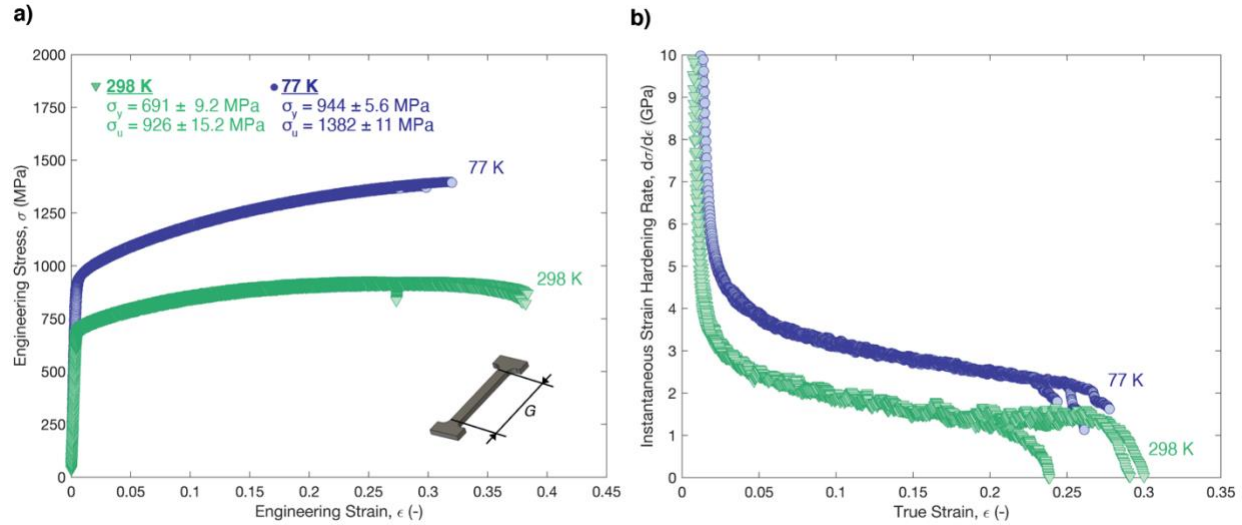 a)
2000
1750
1500
1250
1000
750
500
250
0
Engineering Stress, σ (MPa)
298 K
σy = 691 ± 9.2 MPa
σu = 926 ± 15.2 MPa
77 K
σy = 944 ± 5.6 MPa
σu = 1382 ± 11 MPa
77 K
298 K
G
0 0.05 0.1 0.15 0.2 0.25 0.3 0.35 0.4 0.45
Engineering Strain, ϵ (-)
b)
10
9
8
7
6
5
4
3
2
1
0
Instantaneous Strain Hardening Rate, dσ/dϵ (GPa)
77 K
298 K
0 0.05 0.1 0.15 0.2 0.25 0.3 0.35
True Strain, ϵ (-)